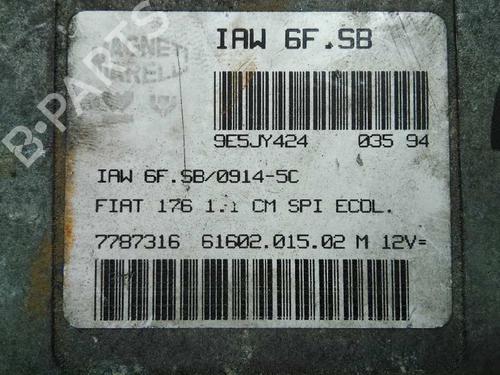 MAGNETI
MARELLI
IAW 6F.SB
9E5JY424 035 94
IAW 6F.SB/0914-5C
FIAT 176 1.1 CM SPI ECOL.
7787316 61602.015.02 M 12V=
B-PARTS